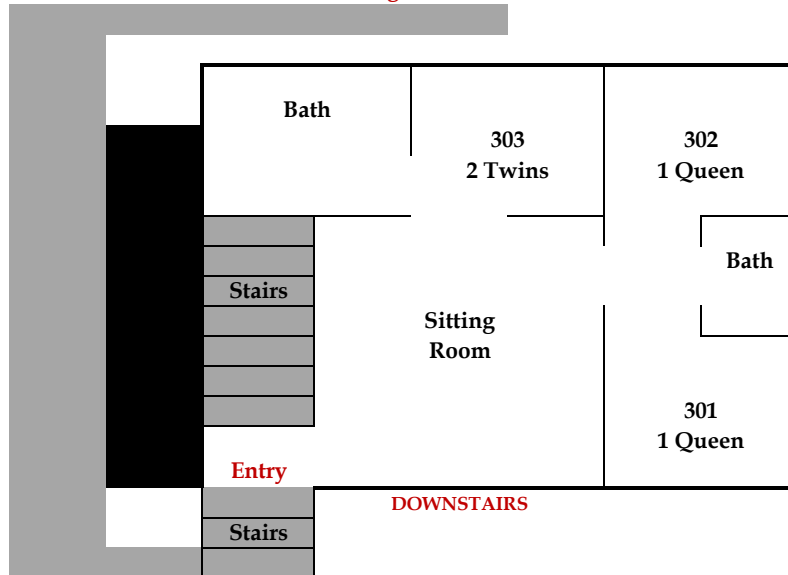 Bath
303
2 Twins
302
1 Queen
Bath
Stairs
Sitting
Room
301
1 Queen
Entry
DOWNSTAIRS
Stairs